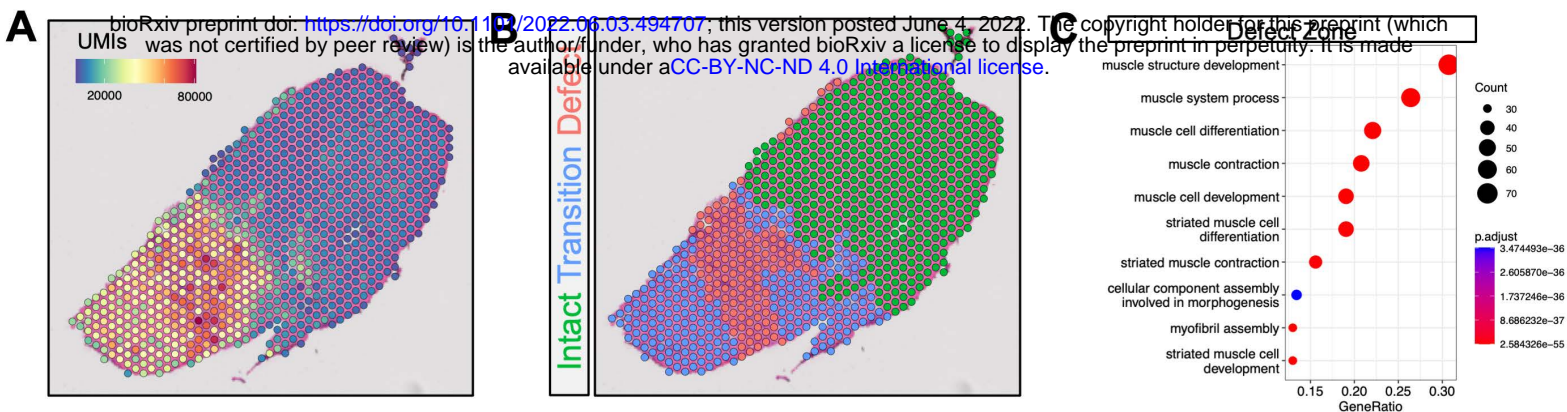 bioRxiv preprint doi: https://doi.org/10.1101/2022.06.03.494707; this version posted June 4, 2022. The copyright holder for this preprint (which
was not certified by peer review) is the author/funder, who has granted bioRxiv a license to display the preprint in perpetuity. It is made
available under aCC-BY-NC-ND 4.0 International license.
A
UMIs
20000 80000
B
Intact Transition Defect
C
Defect Zone
muscle structure development
muscle system process
muscle cell differentiation
muscle contraction
muscle cell development
striated muscle cell
differentiation
striated muscle contraction
cellular component assembly
involved in morphogenesis
myofibril assembly
striated muscle cell
development
0.15 0.20 0.25 0.30
GeneRatio
Count
30
40
50
60
70
p.adjust
3.474493e−36
2.605870e−36
1.737246e−36
8.686232e−37
2.584326e−55